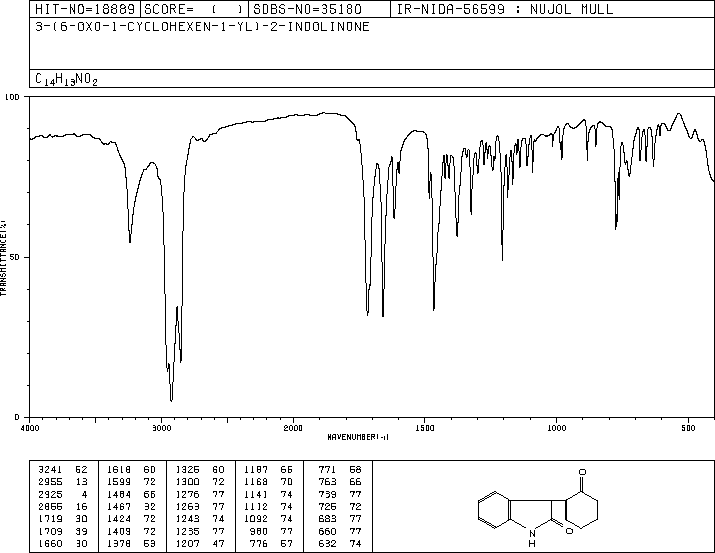 HIT-NO=18889 SCORE= ( ) SDBS-NO=35180 IR-NIDA-56599 : NUJOL MULL
3-(6-OXO-1-CYCLOHEXEN-1-YL)-2-INDOLINONE
C14H13NO2
100
50
0
TRANSMITTANCE(%)
4000 3000 2000 1500 1000 500
WAVENUMBER(-1)
3241 52 1618 60 1325 60 1187 66 771 58
2955 13 1599 72 1300 72 1168 70 763 66
2925 4 1484 66 1276 77 1141 74 739 77
2855 16 1467 32 1263 77 1112 74 725 72
1719 30 1424 72 1243 74 1092 74 683 77
1709 39 1409 72 1235 77 980 77 660 77
1660 30 1378 53 1207 47 776 57 632 74
O
O
N
H